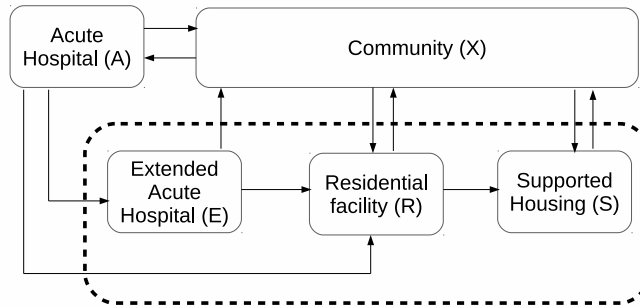 Acute
Hospital (A)
Community (X)
Extended
Acute
Hospital (E)
Residential
facility (R)
Supported
Housing (S)